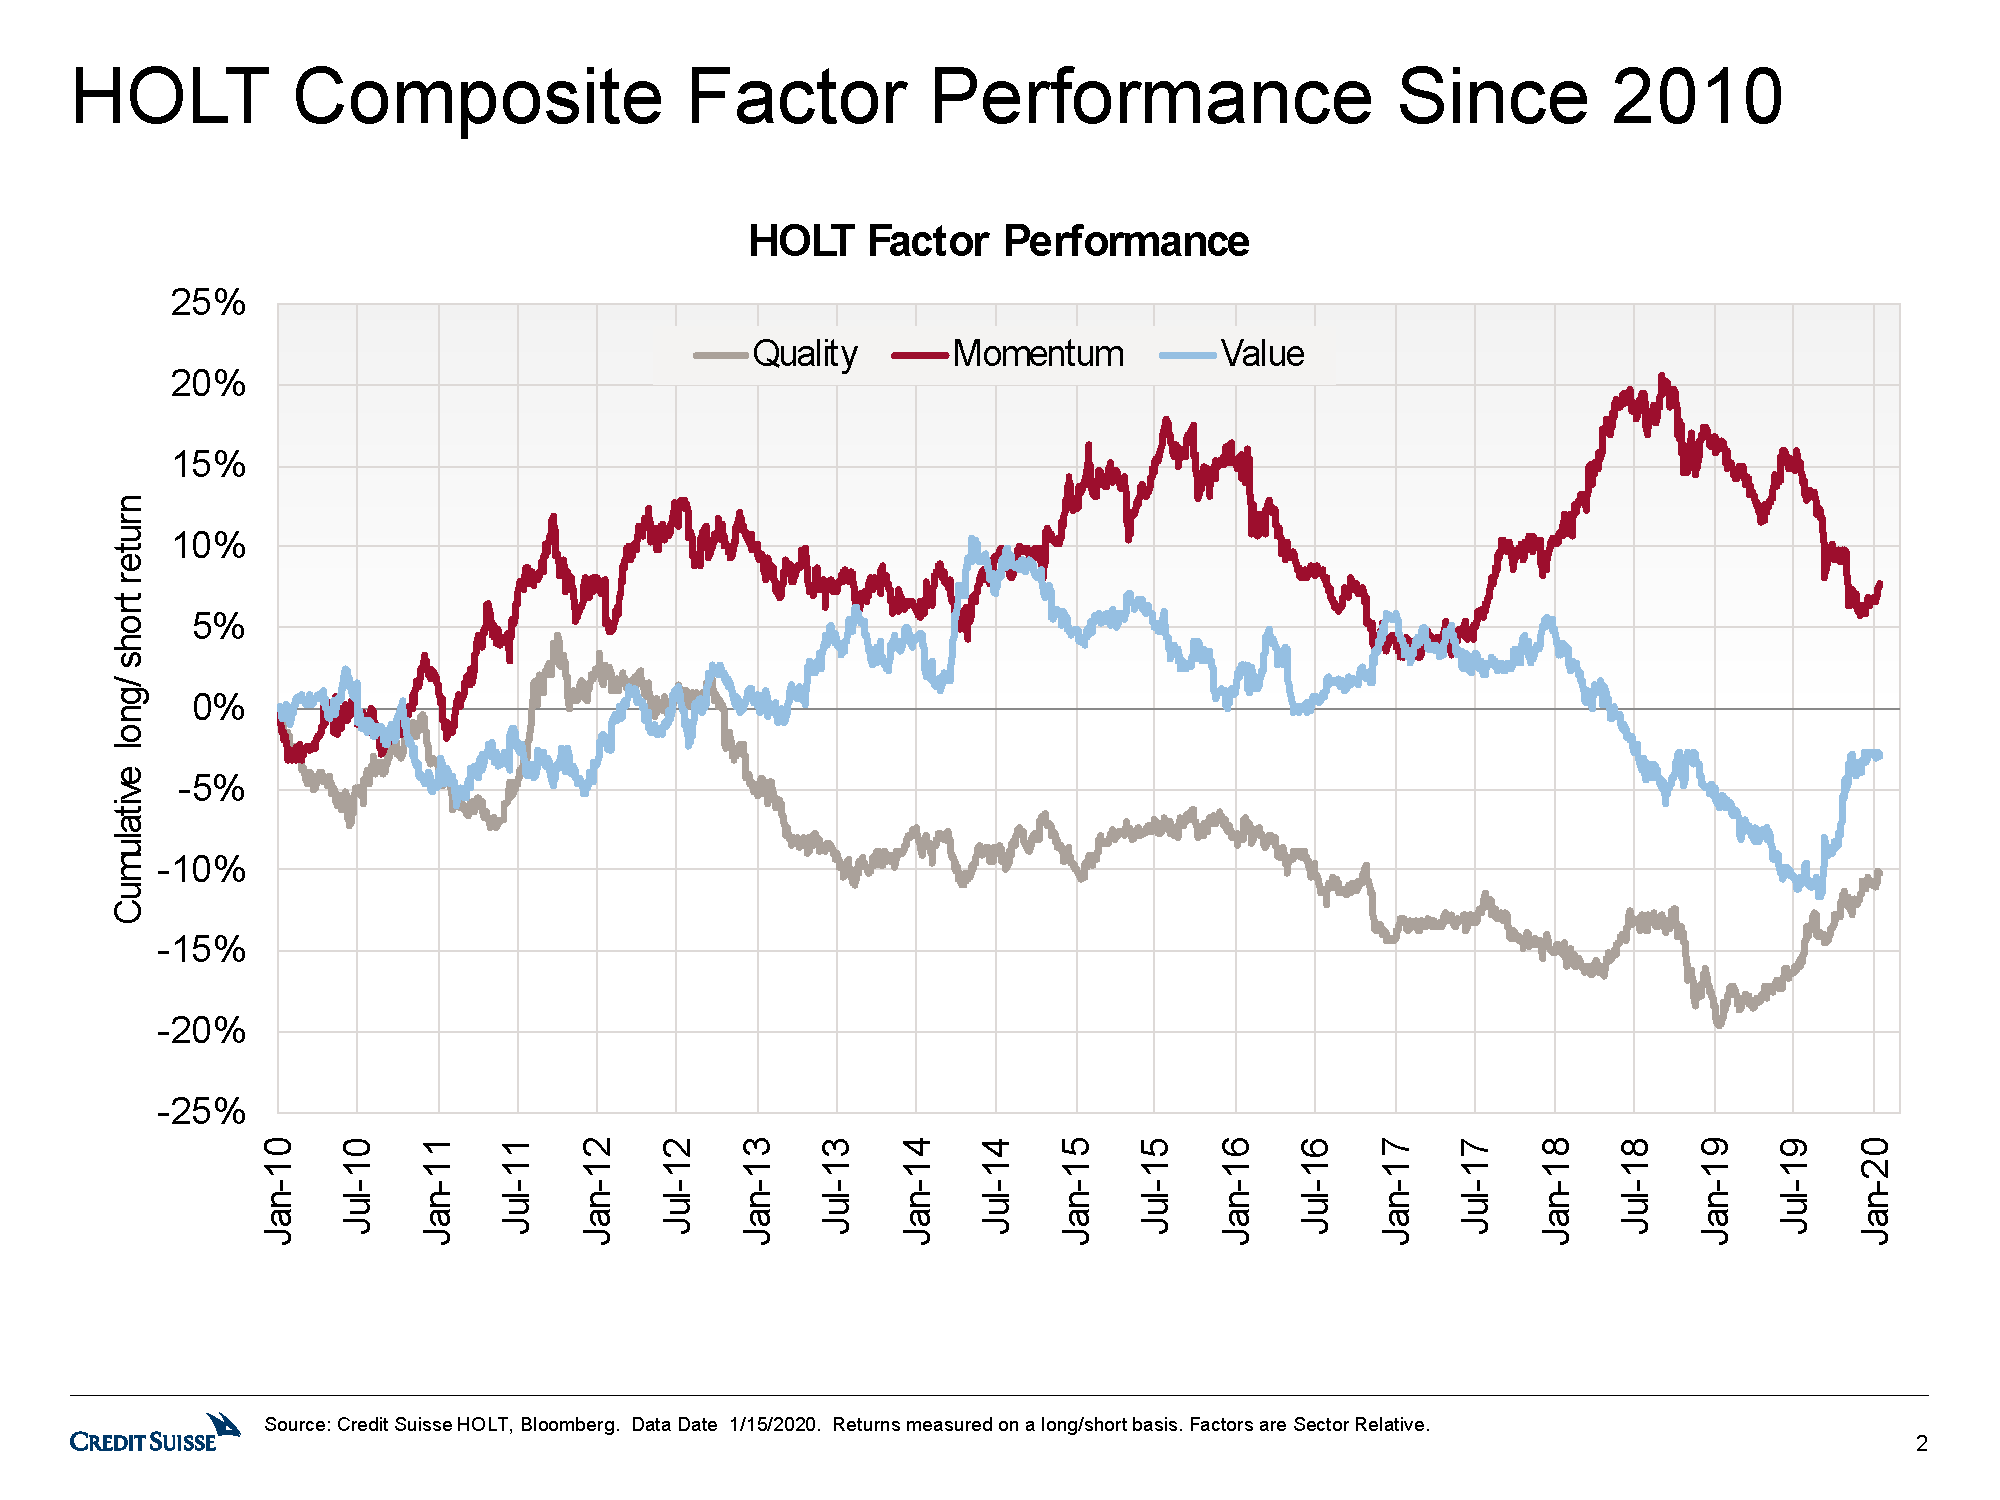 HOLT Composite Factor Performance Since 2010
HOLT Factor Performance
Quality Momentum Value
25%
20%
15%
10%
5%
0%
-5%
-10%
-15%
-20%
-25%
Cumulative long/ short return
Jan-10 Jul-10 Jan-11 Jul-11 Jan-12 Jul-12 Jan-13 Jul-13 Jan-14 Jul-14 Jan-15 Jul-15 Jan-16 Jul-16 Jan-17 Jul-17 Jan-18 Jul-18 Jan-19 Jul-19 Jan-20
CREDIT SUISSE
Source: Credit Suisse HOLT, Bloomberg. Data Date 1/15/2020. Returns measured on a long/short basis. Factors are Sector Relative.
2